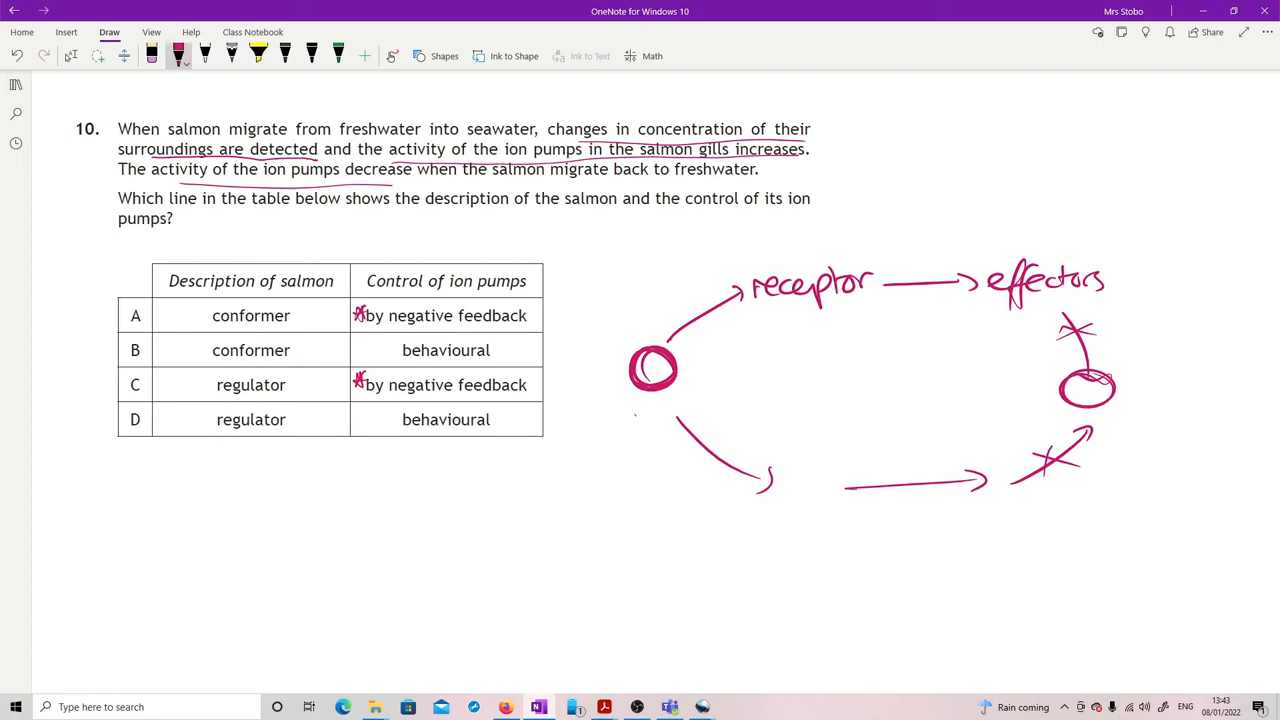 OneNote for Windows 10
Mrs Stobo
Home Insert Draw View Help Class Notebook
Share
Shapes
Ink to Shape
Ink to Text
Math
10. When salmon migrate from freshwater into seawater, changes in concentration of their
surroundings are detected and the activity of the ion pumps in the salmon gills increases.
The activity of the ion pumps decrease when the salmon migrate back to freshwater.
Which line in the table below shows the description of the salmon and the control of its ion
pumps?
Description of salmon Control of ion pumps
A conformer by negative feedback
B conformer behavioural
C regulator by negative feedback
D regulator behavioural
receptor effectors
Type here to search
Rain coming
ENG
13:43
08/01/2022